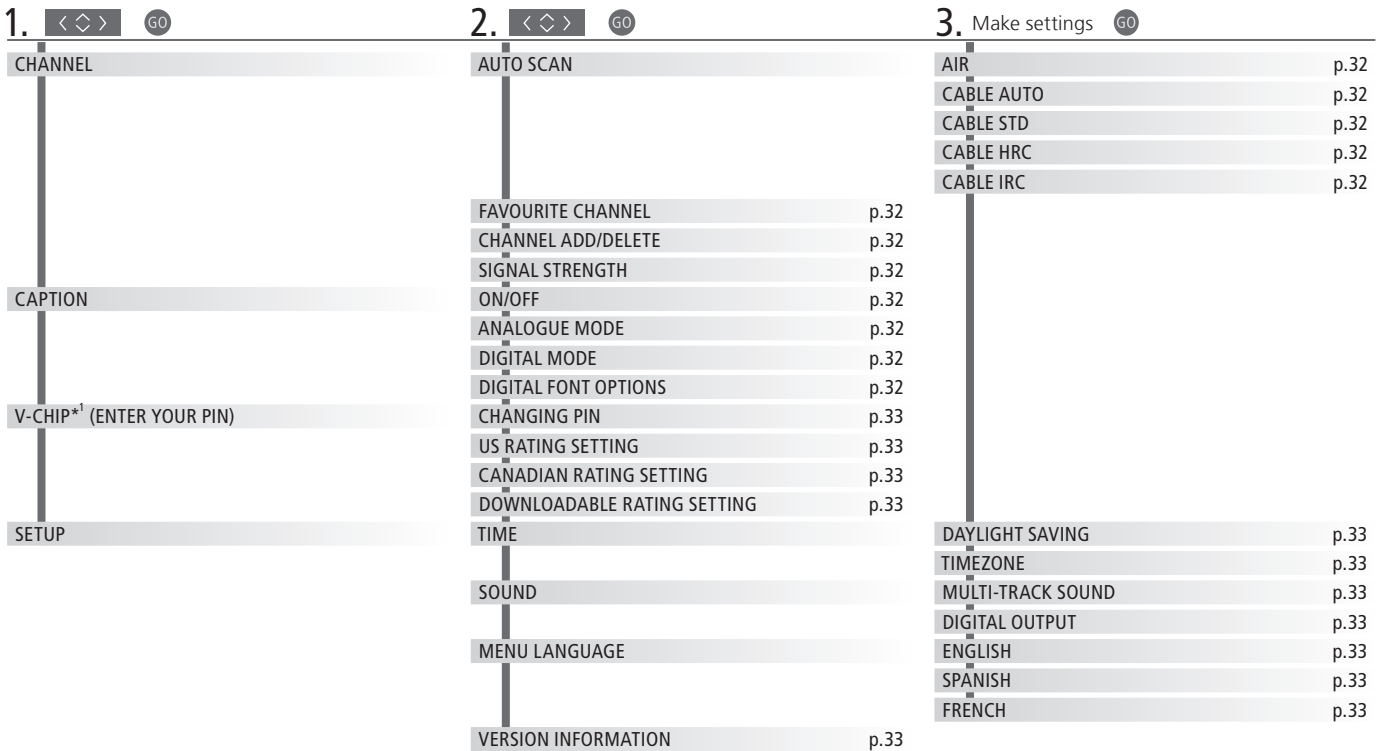 1. GO 2. GO 3. Make settings GO
CHANNEL AUTO SCAN AIR p.32
CABLE AUTO p.32
CABLE STD p.32
CABLE HRC p.32
CABLE IRC p.32
FAVOURITE CHANNEL p.32
CHANNEL ADD/DELETE p.32
SIGNAL STRENGTH p.32
CAPTION ON/OFF p.32
ANALOGUE MODE p.32
DIGITAL MODE p.32
DIGITAL FONT OPTIONS p.32
V-CHIP*1 (ENTER YOUR PIN) CHANGING PIN p.33
US RATING SETTING p.33
CANADIAN RATING SETTING p.33
DOWNLOADABLE RATING SETTING p.33
SETUP TIME DAYLIGHT SAVING p.33
TIMEZONE p.33
SOUND MULTI-TRACK SOUND p.33
DIGITAL OUTPUT p.33
MENU LANGUAGE ENGLISH p.33
SPANISH p.33
FRENCH p.33
VERSION INFORMATION p.33